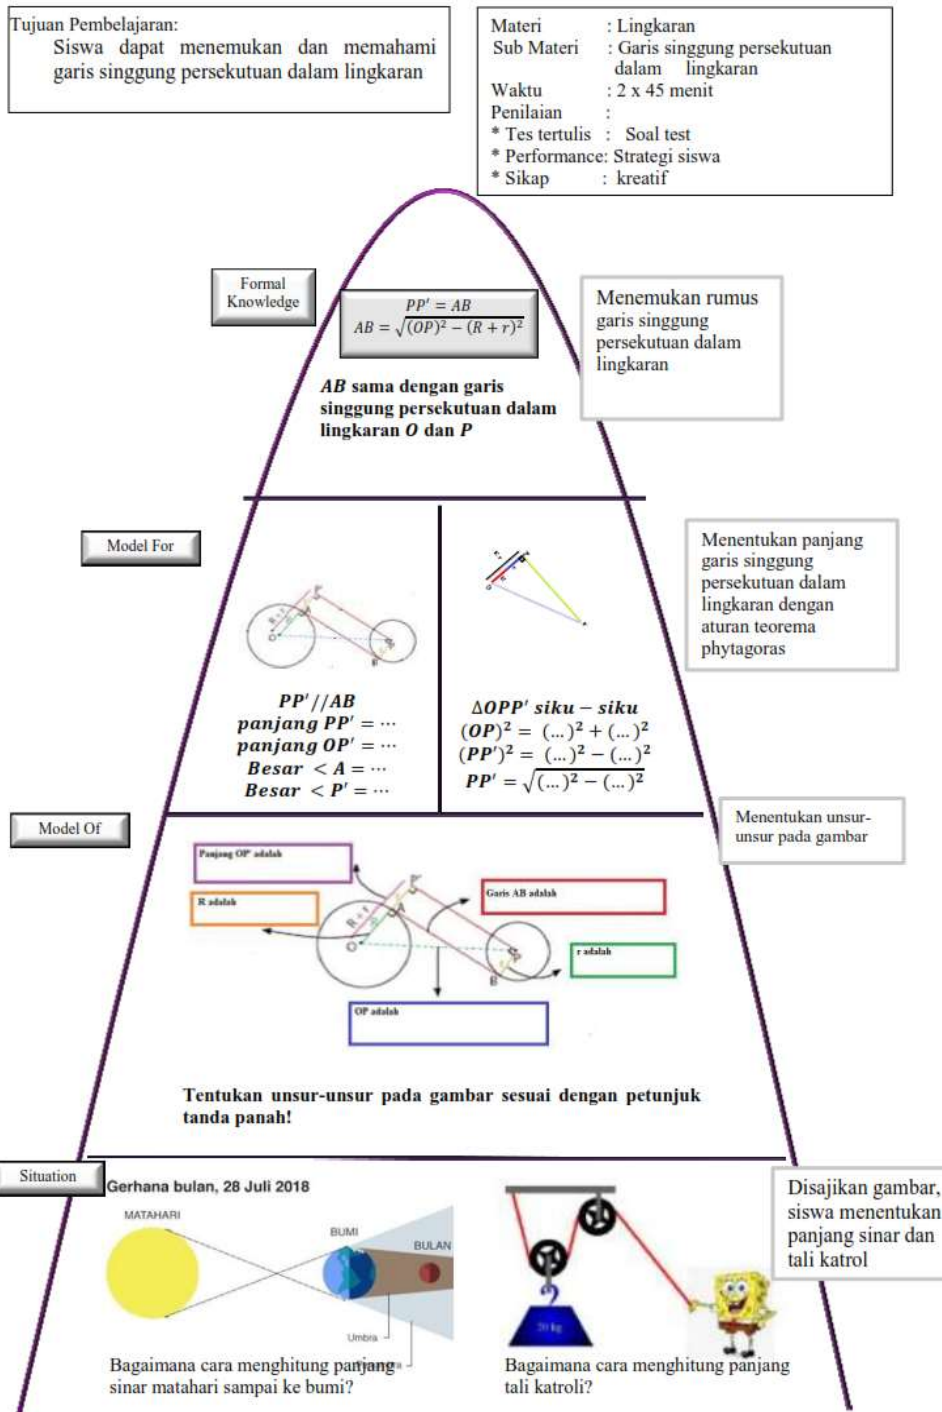 Tujuan Pembelajaran:
Siswa dapat menemukan dan memahami
garis singgung persekutuan dalam lingkaran
Materi : Lingkaran
Sub Materi : Garis singgung persekutuan
dalam lingkaran
Waktu : 2 x 45 menit
Penilaian :
* Tes tertulis : Soal test
* Performance: Strategi siswa
* Sikap : kreatif
Formal
Knowledge
PP' = AB
AB = √(OP)² − (R + r)²
AB sama dengan garis
singgung persekutuan dalam
lingkaran O dan P
Menemukan rumus
garis singgung
persekutuan dalam
lingkaran
Model For
R + r
O
A
B
PP'//AB
panjang PP' = ⋯
panjang OP' = ⋯
Besar < A = ⋯
Besar < P' = ⋯
ΔOPP' siku − siku
(OP)² = (…)² + (…)²
(PP')² = (…)² − (…)²
PP' = √(…)² − (…)²
Menentukan panjang
garis singgung
persekutuan dalam
lingkaran dengan
aturan teorema
phytagoras
Model Of
Panjang OP' adalah
R adalah
Garis AB adalah
r adalah
OP adalah
R + r
O
A
B
Menentukan unsur-
unsur pada gambar
Tentukan unsur-unsur pada gambar sesuai dengan petunjuk
tanda panah!
Situation
Gerhana bulan, 28 Juli 2018
MATAHARI
BUMI
BULAN
Umbra
Bagaimana cara menghitung panjang
sinar matahari sampai ke bumi?
20 kg
Bagaimana cara menghitung panjang
tali katroli?
Disajikan gambar,
siswa menentukan
panjang sinar dan
tali katrol